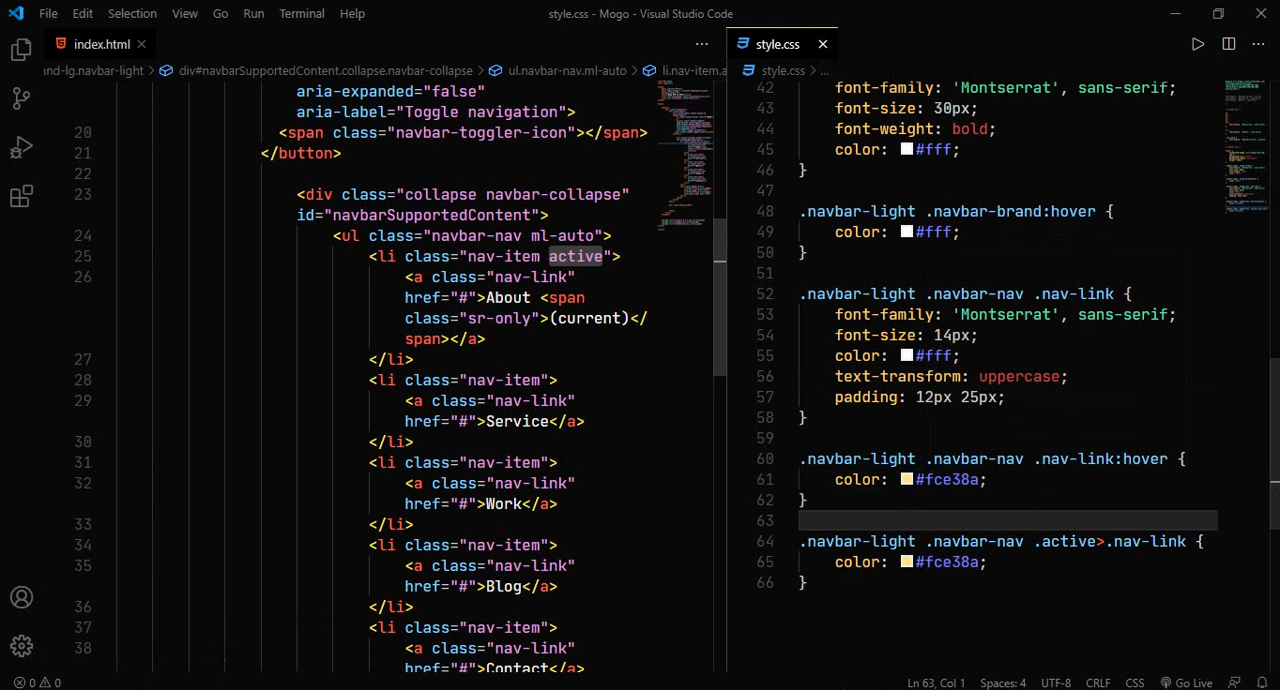 File Edit Selection View Go Run Terminal Help
style.css - Mogo - Visual Studio Code
index.html
nd-lg.navbar-light > div#navbarSupportedContent.collapse.navbar-collapse > ul.navbar-nav.ml-auto > li.nav-item.a
aria-expanded="false"
aria-label="Toggle navigation">
20 <span class="navbar-toggler-icon"></span>
21 </button>
22
23 <div class="collapse navbar-collapse"
id="navbarSupportedContent">
24 <ul class="navbar-nav ml-auto">
25 <li class="nav-item active">
26 <a class="nav-link"
href="#">About <span
class="sr-only">(current)</
span></a>
27 </li>
28 <li class="nav-item">
29 <a class="nav-link"
href="#">Service</a>
30 </li>
31 <li class="nav-item">
32 <a class="nav-link"
href="#">Work</a>
33 </li>
34 <li class="nav-item">
35 <a class="nav-link"
href="#">Blog</a>
36 </li>
37 <li class="nav-item">
38 <a class="nav-link"
href="#">Contact</a>
style.css
style.css > ...
42 font-family: 'Montserrat', sans-serif;
43 font-size: 30px;
44 font-weight: bold;
45 color: #fff;
46 }
47
48 .navbar-light .navbar-brand:hover {
49 color: #fff;
50 }
51
52 .navbar-light .navbar-nav .nav-link {
53 font-family: 'Montserrat', sans-serif;
54 font-size: 14px;
55 color: #fff;
56 text-transform: uppercase;
57 padding: 12px 25px;
58 }
59
60 .navbar-light .navbar-nav .nav-link:hover {
61 color: #fce38a;
62 }
63
64 .navbar-light .navbar-nav .active>.nav-link {
65 color: #fce38a;
66 }
0 0
Ln 63, Col 1 Spaces: 4 UTF-8 CRLF CSS Go Live